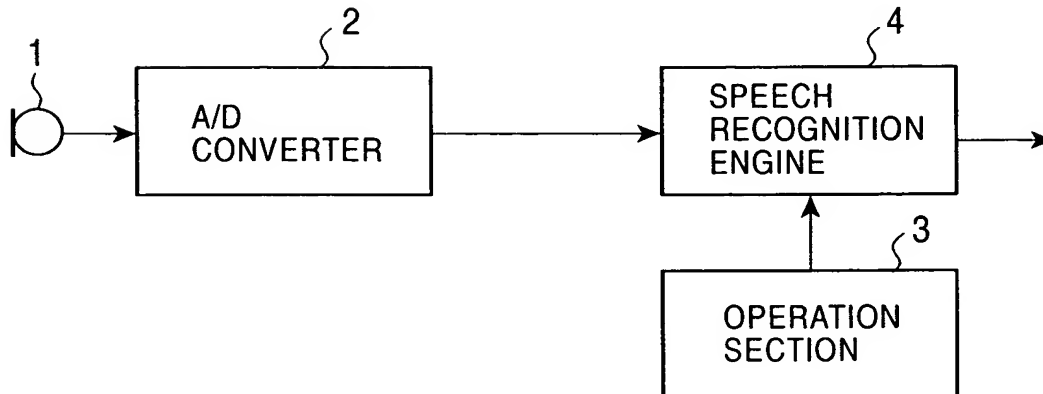 1
2
A/D
CONVERTER
4
SPEECH
RECOGNITION
ENGINE
3
OPERATION
SECTION